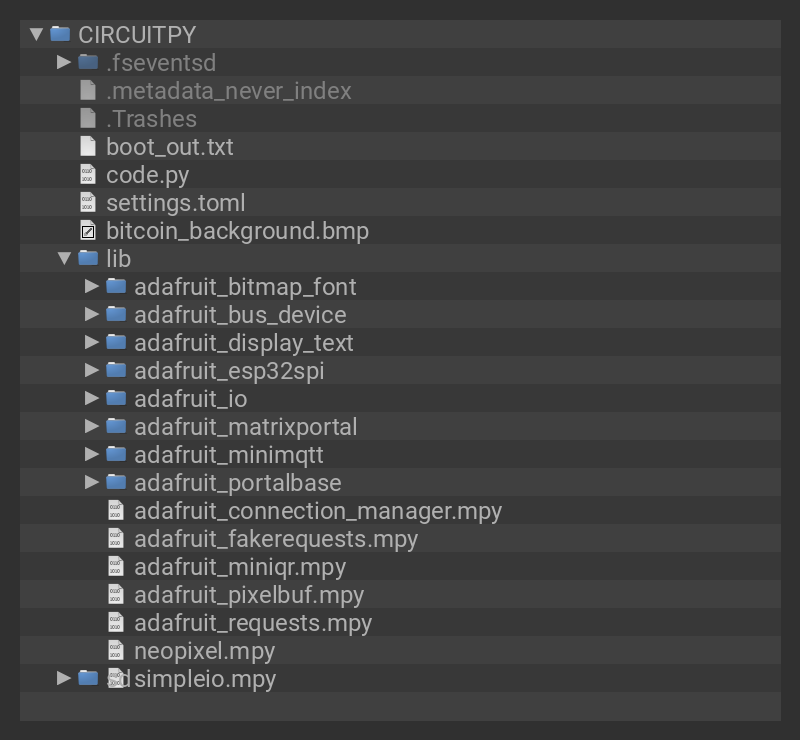 CIRCUITPY
.fseventsd
.metadata_never_index
.Trashes
boot_out.txt
code.py
settings.toml
bitcoin_background.bmp
lib
adafruit_bitmap_font
adafruit_bus_device
adafruit_display_text
adafruit_esp32spi
adafruit_io
adafruit_matrixportal
adafruit_minimqtt
adafruit_portalbase
adafruit_connection_manager.mpy
adafruit_fakerequests.mpy
adafruit_miniqr.mpy
adafruit_pixelbuf.mpy
adafruit_requests.mpy
neopixel.mpy
sd simpleio.mpy